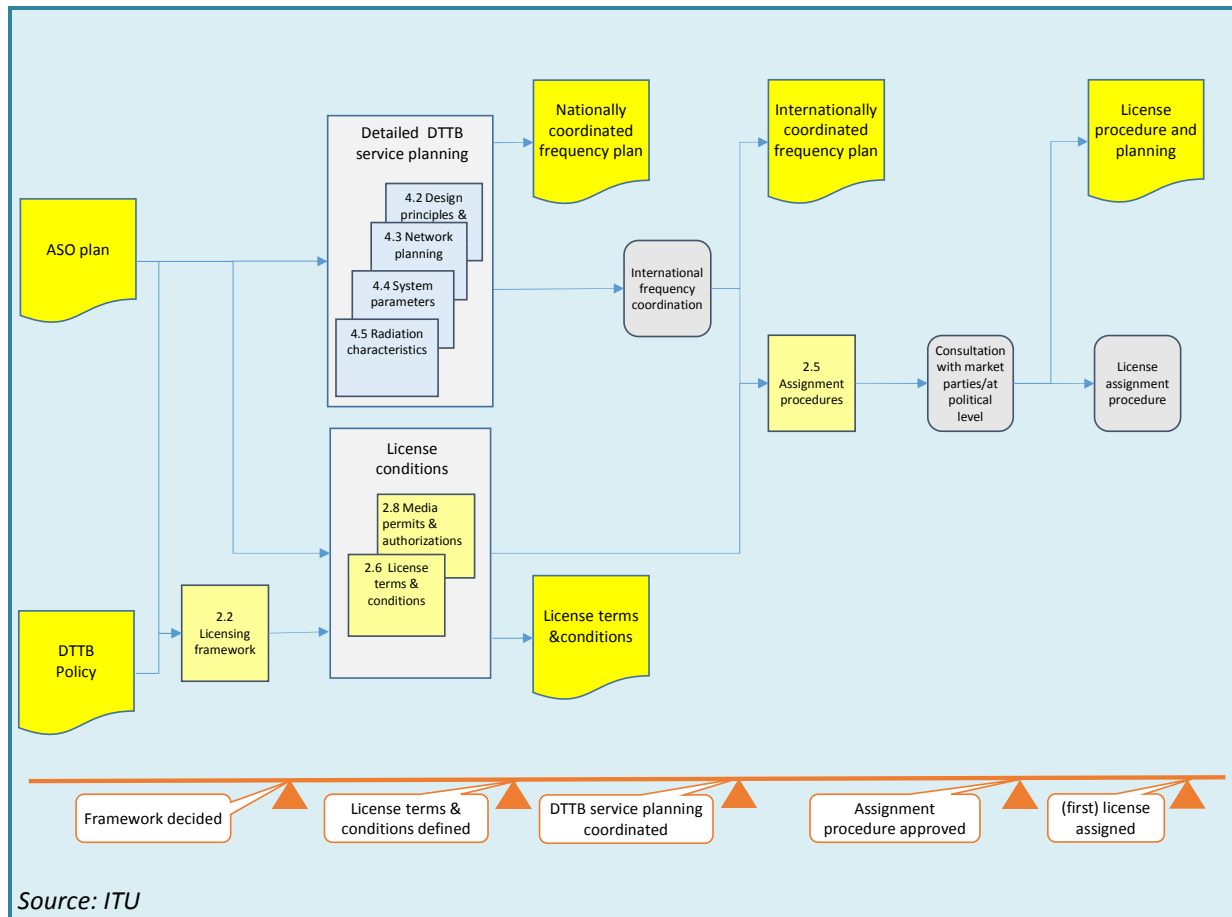 Detailed DTTB
service planning
4.2 Design
principles &
4.3 Network
planning
4.4 System
parameters
4.5 Radiation
characteristics
Nationally
coordinated
frequency plan
Internationally
coordinated
frequency plan
License
procedure and
planning
ASO plan
International
frequency
coordination
2.5
Assignment
procedures
Consultation
with market
parties/at
political
level
License
assignment
procedure
License
conditions
2.8 Media
permits &
authorizations
2.6 License
terms &
conditions
2.2
Licensing
framework
DTTB
Policy
License terms
&conditions
Framework decided
License terms &
conditions defined
DTTB service planning
coordinated
Assignment
procedure approved
(first) license
assigned
Source: ITU